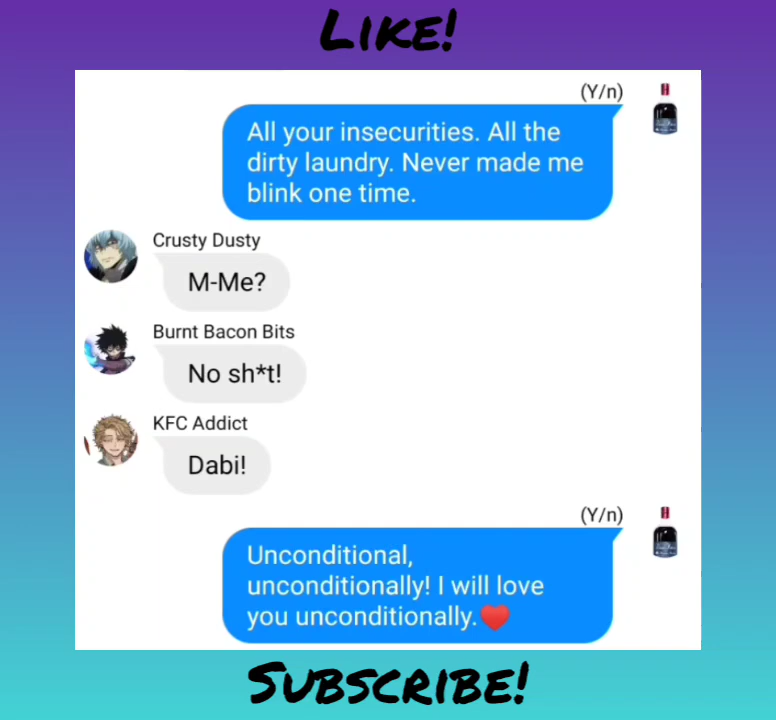 LIKE!
(Y/n)
All your insecurities. All the
dirty laundry. Never made me
blink one time.
Crusty Dusty
M-Me?
Burnt Bacon Bits
No sh*t!
KFC Addict
Dabi!
(Y/n)
Unconditional,
unconditionally! I will love
you unconditionally.❤️
SUBSCRIBE!